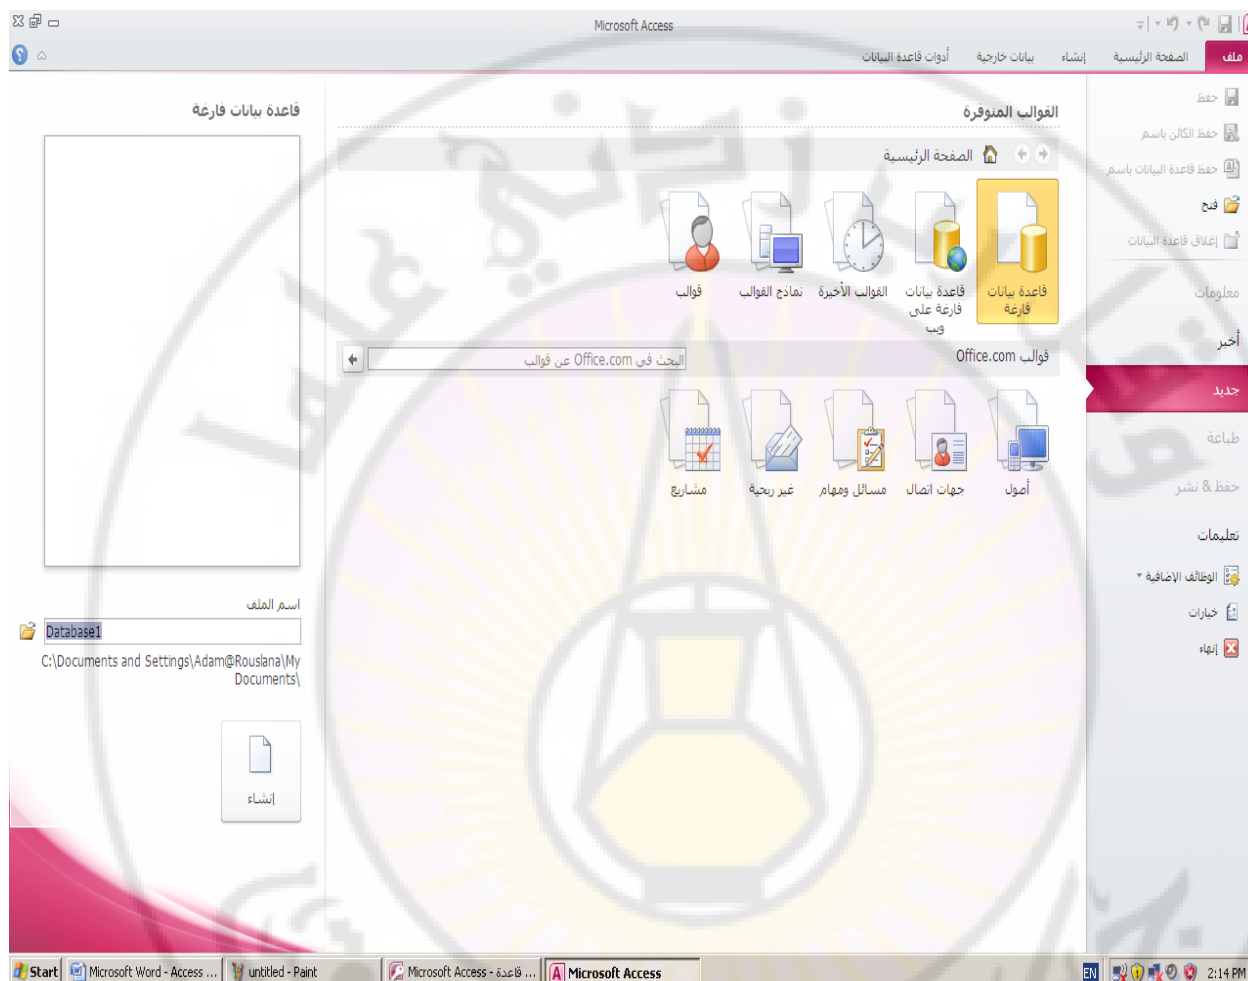 Microsoft Access
ملف
الصفحة الرئيسية
إنشاء
بيانات خارجية
أدوات قاعدة البيانات
حفظ
حفظ الكائن باسم
حفظ قاعدة البيانات باسم
فتح
إغلاق قاعدة البيانات
معلومات
أخير
جديد
طباعة
حفظ & نشر
تعليمات
الوظائف الإضافية
خيارات
إنهاء
القوالب المتوفرة
الصفحة الرئيسية
قاعدة بيانات
فارغة
قاعدة بيانات
فارغة على
ويب
القوالب الأخيرة
نماذج القوالب
قوالب
قوالب Office.com
البحث في Office.com عن قوالب
أصول
جهات اتصال
مسائل ومهام
غير ربحية
مشاريع
قاعدة بيانات فارغة
اسم الملف
Database1
C:\Documents and Settings\Adam@Rouslana\My
Documents\
إنشاء
Start
Microsoft Word - Access ...
untitled - Paint
Microsoft Access - قاعدة ...
Microsoft Access
EN
2:14 PM